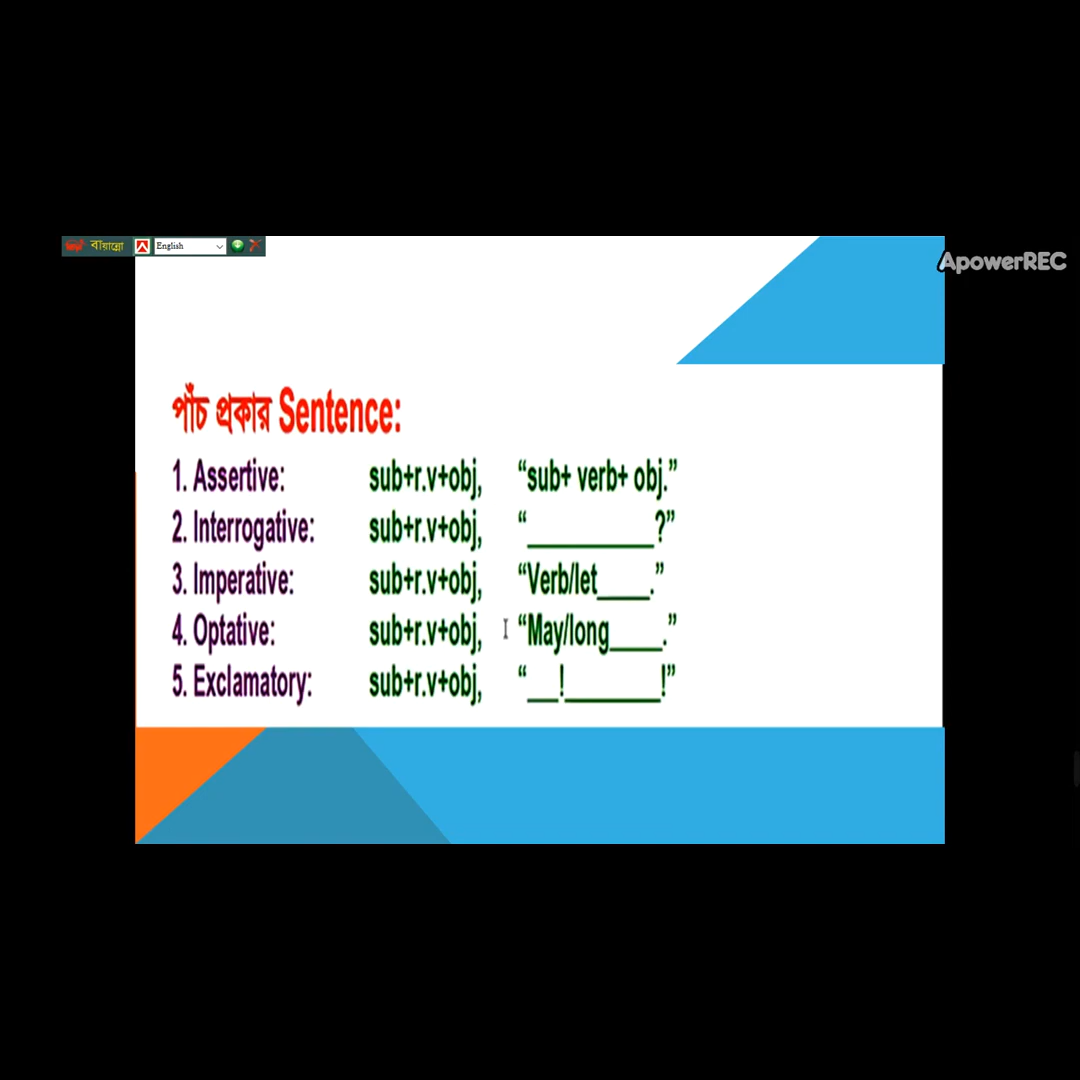 বায়ান্নো English
ApowerREC
পাঁচ প্রকার Sentence:
1. Assertive: sub+r.v+obj, “sub+ verb+ obj.”
2. Interrogative: sub+r.v+obj, “__________?”
3. Imperative: sub+r.v+obj, “Verb/let____.”
4. Optative: sub+r.v+obj, “May/long____.”
5. Exclamatory: sub+r.v+obj, “__!_______!”